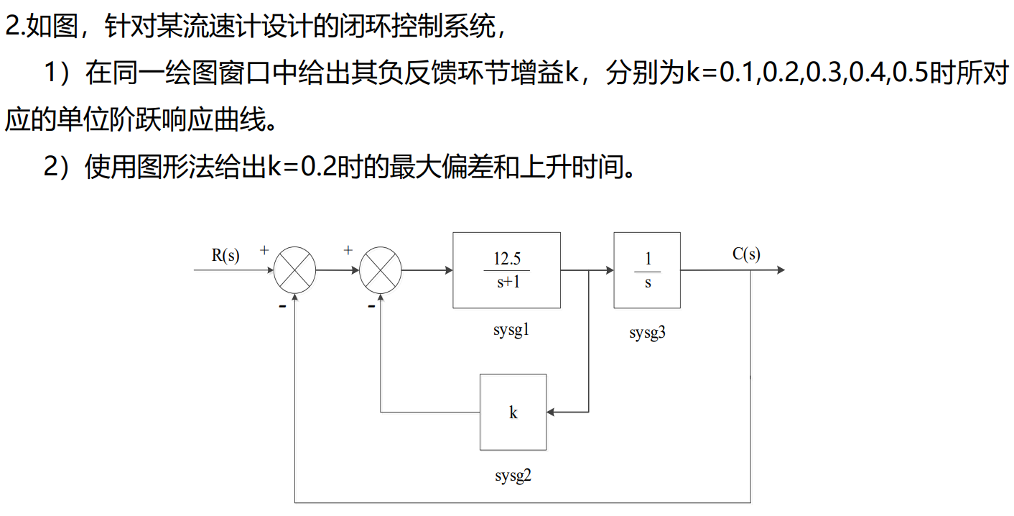 2.如图，针对某流速计设计的闭环控制系统，
1）在同一绘图窗口中给出其负反馈环节增益k，分别为k=0.1,0.2,0.3,0.4,0.5时所对
应的单位阶跃响应曲线。
2）使用图形法给出k=0.2时的最大偏差和上升时间。
R(s)
+
+
12.5
s+1
1
s
C(s)
-
-
sysg1
sysg3
k
sysg2